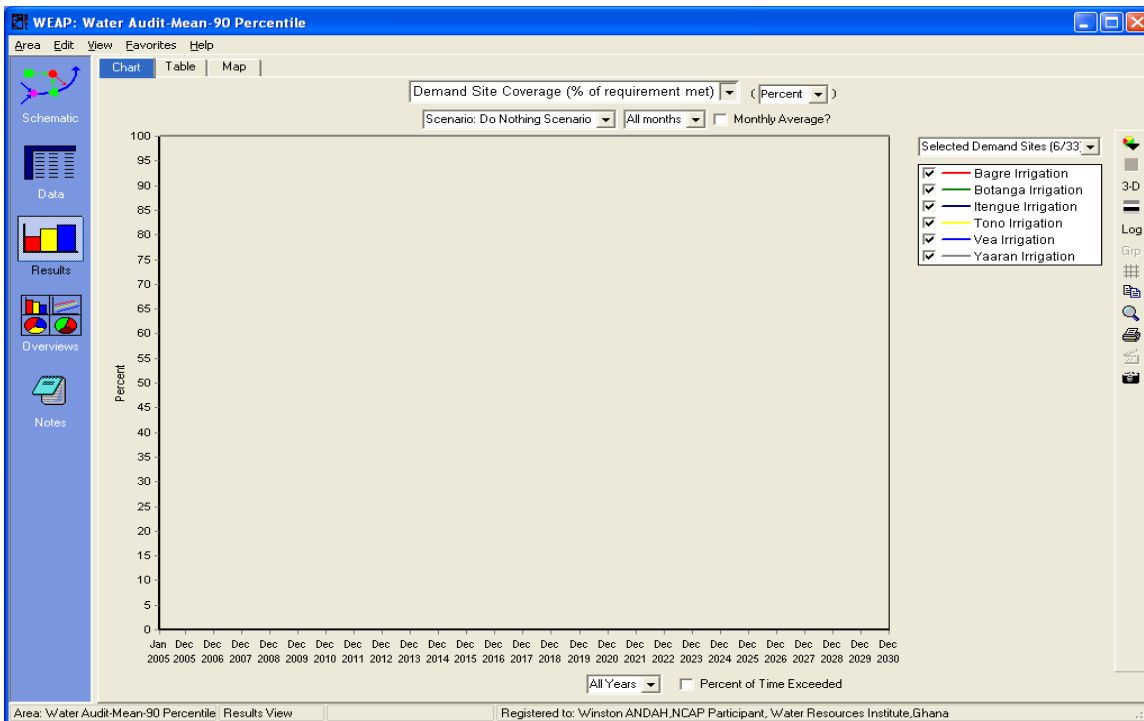 WEAP: Water Audit-Mean-90 Percentile
Area Edit View Favorites Help
Chart Table Map
Demand Site Coverage (% of requirement met) ( Percent )
Scenario: Do Nothing Scenario All months Monthly Average?
Schematic
Data
Results
Overviews
Notes
Percent
100
95
90
85
80
75
70
65
60
55
50
45
40
35
30
25
20
15
10
5
0
Jan Dec Dec Dec Dec Dec Dec Dec Dec Dec Dec Dec Dec Dec Dec Dec Dec Dec Dec Dec Dec Dec Dec Dec Dec Dec Dec
2005 2005 2006 2007 2008 2009 2010 2011 2012 2013 2014 2015 2016 2017 2018 2019 2020 2021 2022 2023 2024 2025 2026 2027 2028 2029 2030
All Years Percent of Time Exceeded
Selected Demand Sites (6/33)
Bagre Irrigation
Botanga Irrigation
Itengue Irrigation
Tono Irrigation
Vea Irrigation
Yaaran Irrigation
3-D
Log
Grp
Area: Water Audit-Mean-90 Percentile Results View Registered to: Winston ANDAH,NCAP Participant, Water Resources Institute,Ghana